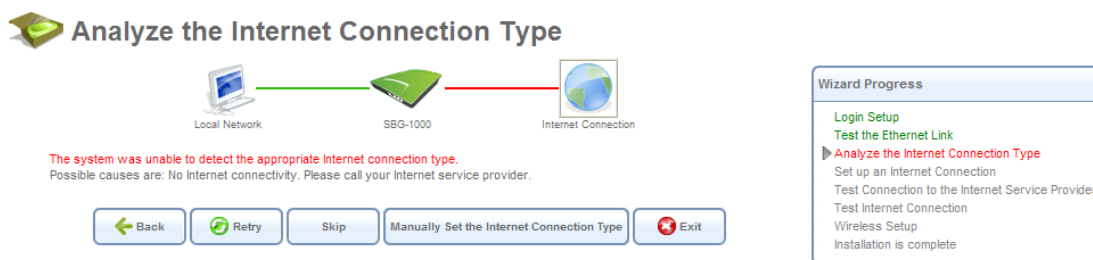 Analyze the Internet Connection Type
Local Network
SBG-1000
Internet Connection
The system was unable to detect the appropriate Internet connection type.
Possible causes are: No Internet connectivity. Please call your Internet service provider.
Back
Retry
Skip
Manually Set the Internet Connection Type
Exit
Wizard Progress
Login Setup
Test the Ethernet Link
Analyze the Internet Connection Type
Set up an Internet Connection
Test Connection to the Internet Service Provider
Test Internet Connection
Wireless Setup
Installation is complete